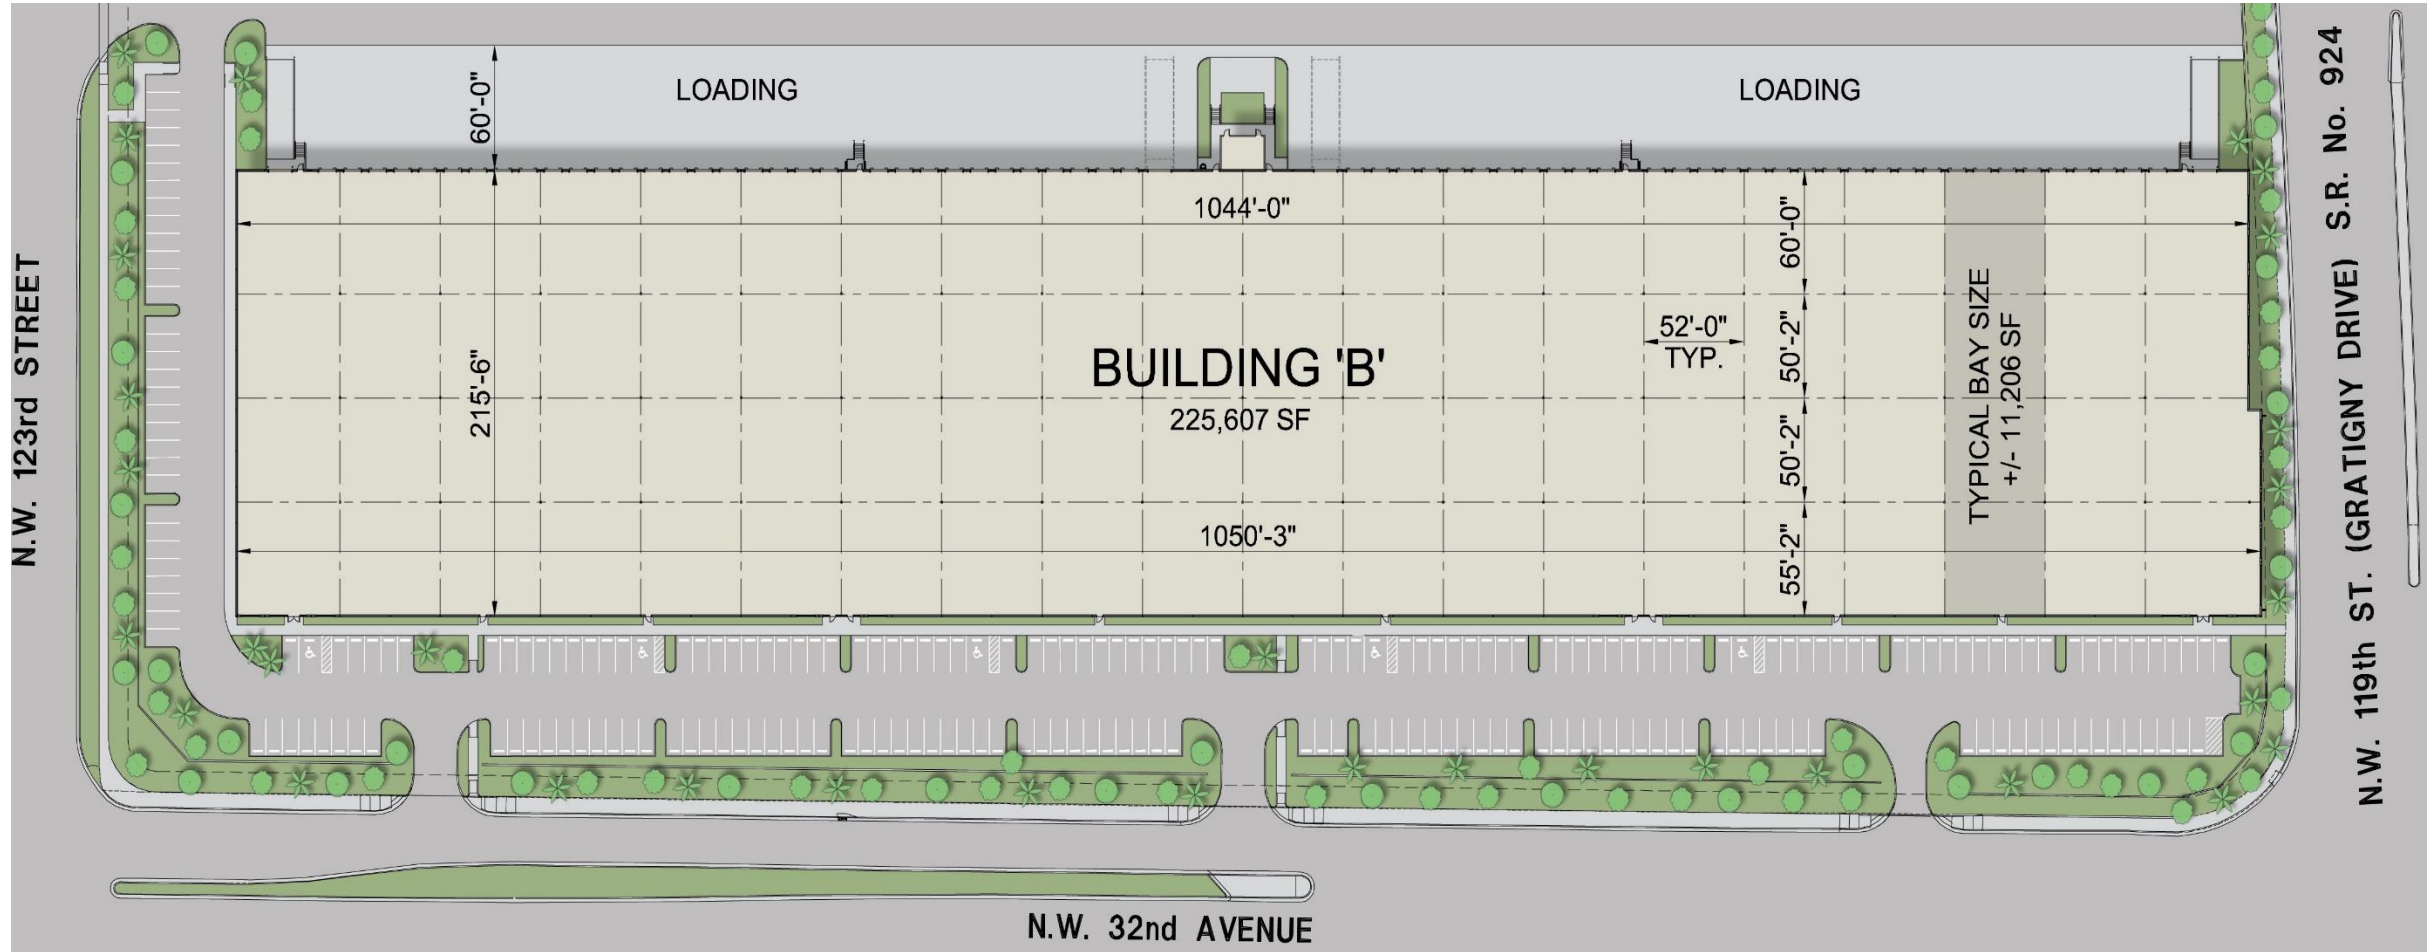 LOADING
LOADING
60'-0"
1044'-0"
60'-0"
N.W. 123rd STREET
215'-6"
BUILDING 'B'
225,607 SF
52'-0"
TYP.
50'-2"
TYPICAL BAY SIZE
+/- 11,206 SF
50'-2"
1050'-3"
55'-2"
N.W. 119th ST. (GRATIGNY DRIVE) S.R. No. 924
N.W. 32nd AVENUE